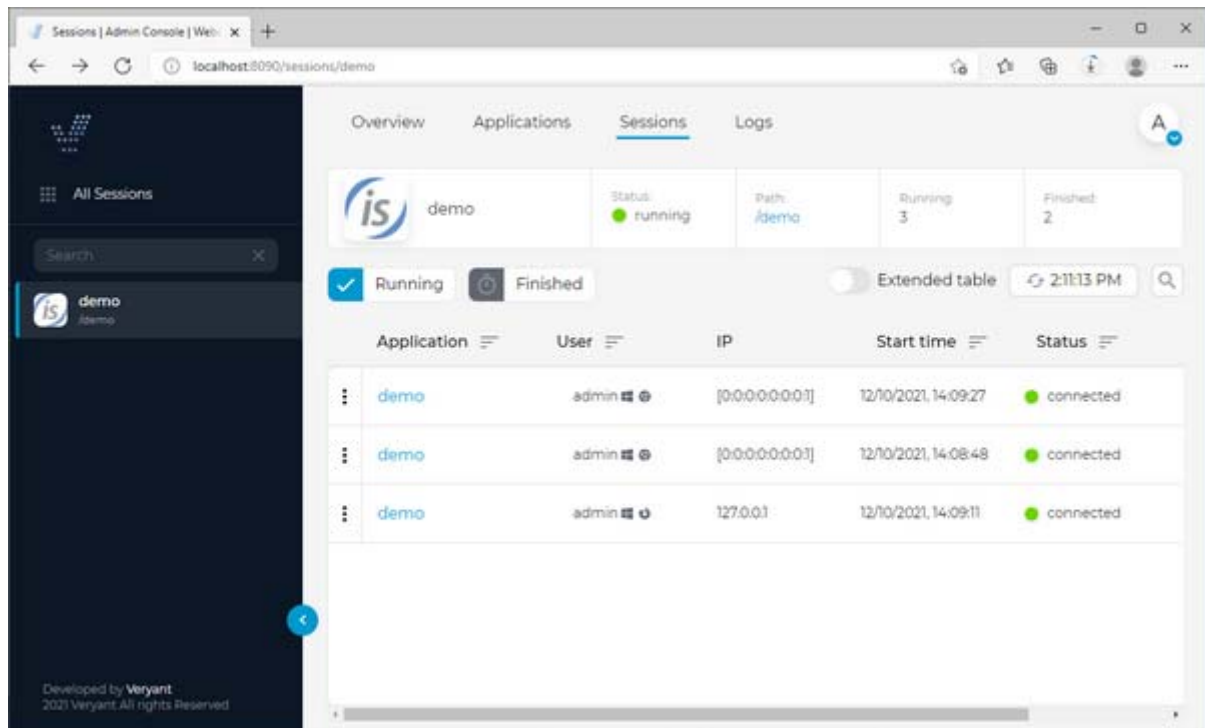 Sessions | Admin Console | Web
localhost:8090/sessions/demo
Overview Applications Sessions Logs
A
All Sessions
is demo
Status: running
Path: /demo
Running: 3
Finished: 2
Search
Running Finished Extended table 2:11:13 PM
is demo
/demo
Application User IP Start time Status
demo admin [0:0:0:0:0:0:0:1] 12/10/2021, 14:09:27 connected
demo admin [0:0:0:0:0:0:0:1] 12/10/2021, 14:08:48 connected
demo admin 127.0.0.1 12/10/2021, 14:09:11 connected
Developed by Veryant
2021 Veryant All rights Reserved